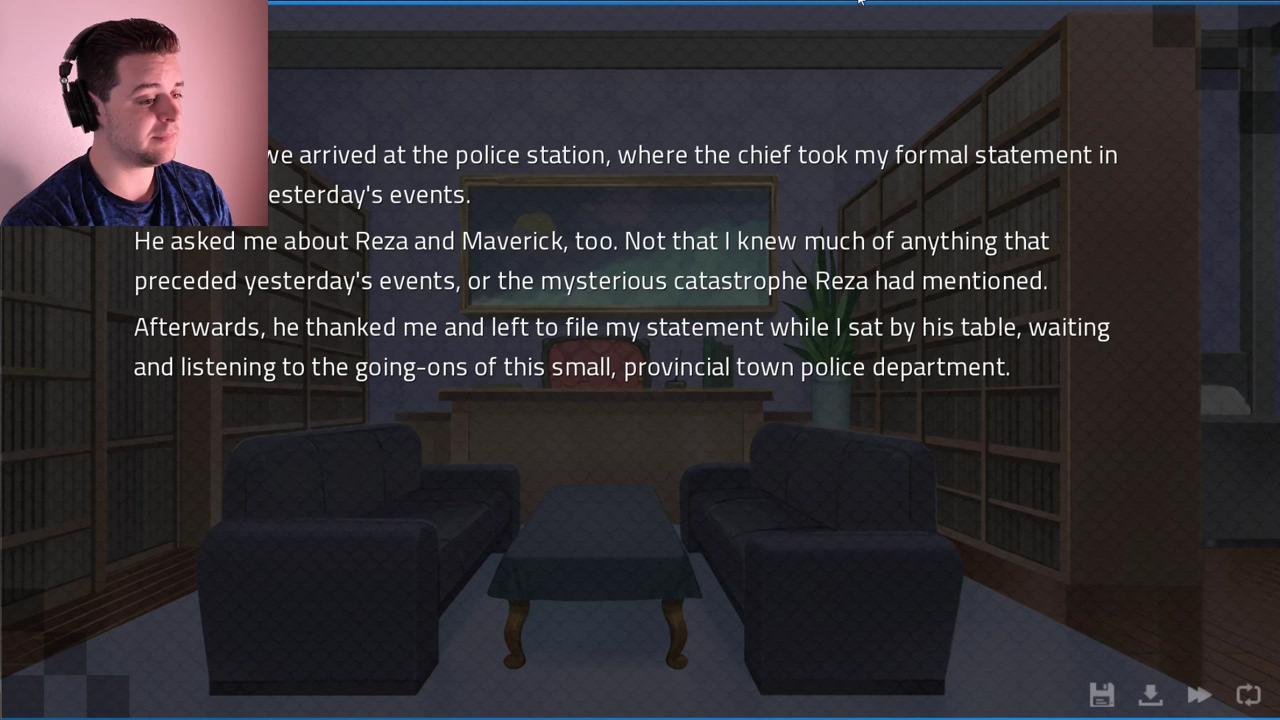 we arrived at the police station, where the chief took my formal statement in
yesterday's events.
He asked me about Reza and Maverick, too. Not that I knew much of anything that
preceded yesterday's events, or the mysterious catastrophe Reza had mentioned.
Afterwards, he thanked me and left to file my statement while I sat by his table, waiting
and listening to the going-ons of this small, provincial town police department.